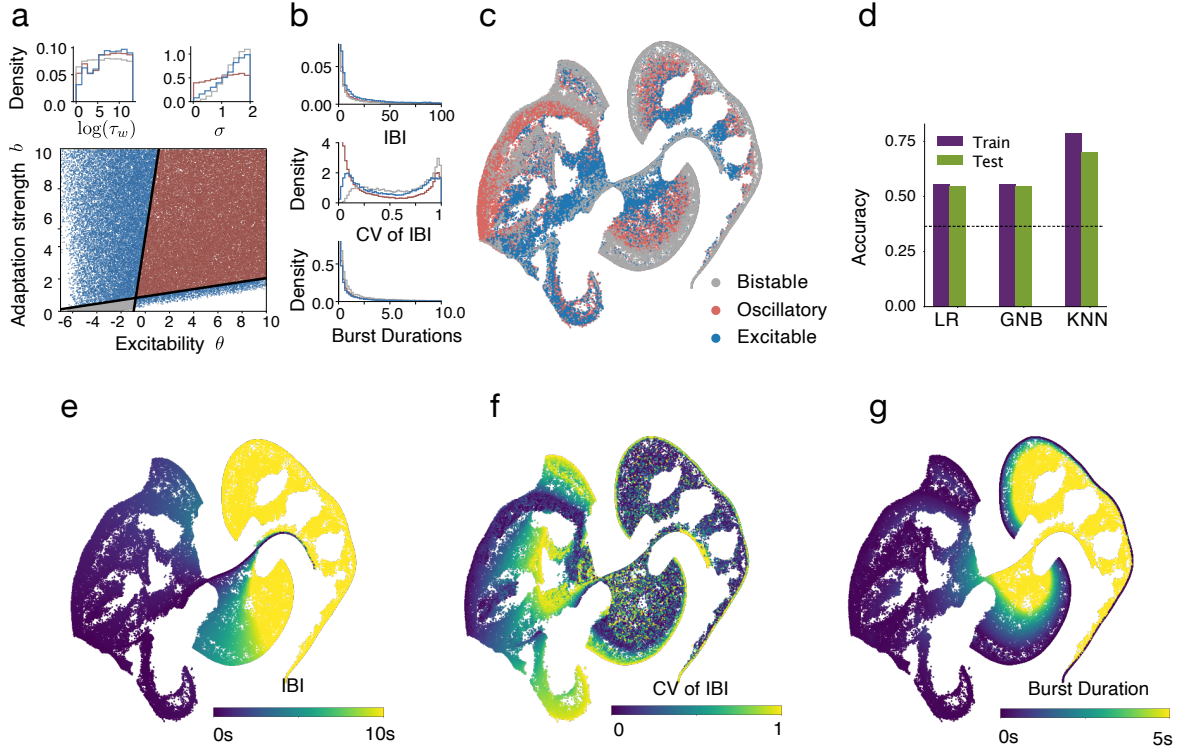 a
b
c
d
Density
0.10
0.05
0.0
0
5
10
log(τ_w)
1.0
0.5
0.0
0
1
2
σ
Adaptation strength b
10
8
6
4
2
0
-6
-4
-2
0
2
4
6
8
10
Excitability θ
Density
0.05
0.00
0
50
100
IBI
Density
4
2
0
0
0.5
1
CV of IBI
Density
0.5
0.0
0
5.0
10.0
Burst Durations
Bistable
Oscillatory
Excitable
Accuracy
0.75
0.50
0.25
0.00
Train
Test
LR
GNB
KNN
e
f
g
IBI
0s
10s
CV of IBI
0
1
Burst Duration
0s
5s